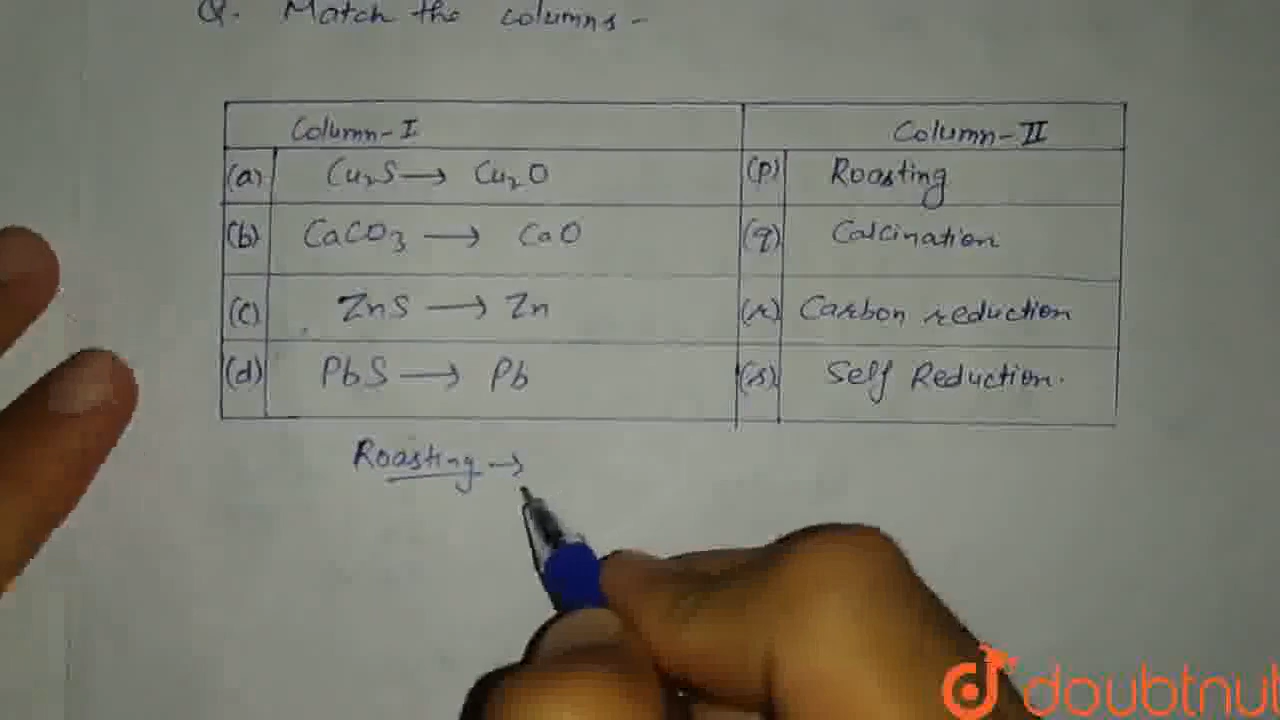 Q. Match the columns -
Column-I Column-II
(a) Cu₂S → Cu₂O (p) Roasting
(b) CaCO₃ → CaO (q) Calcination
(c) ZnS → Zn (r) Carbon reduction
(d) PbS → Pb (s) Self Reduction.
Roasting →
doubtnut